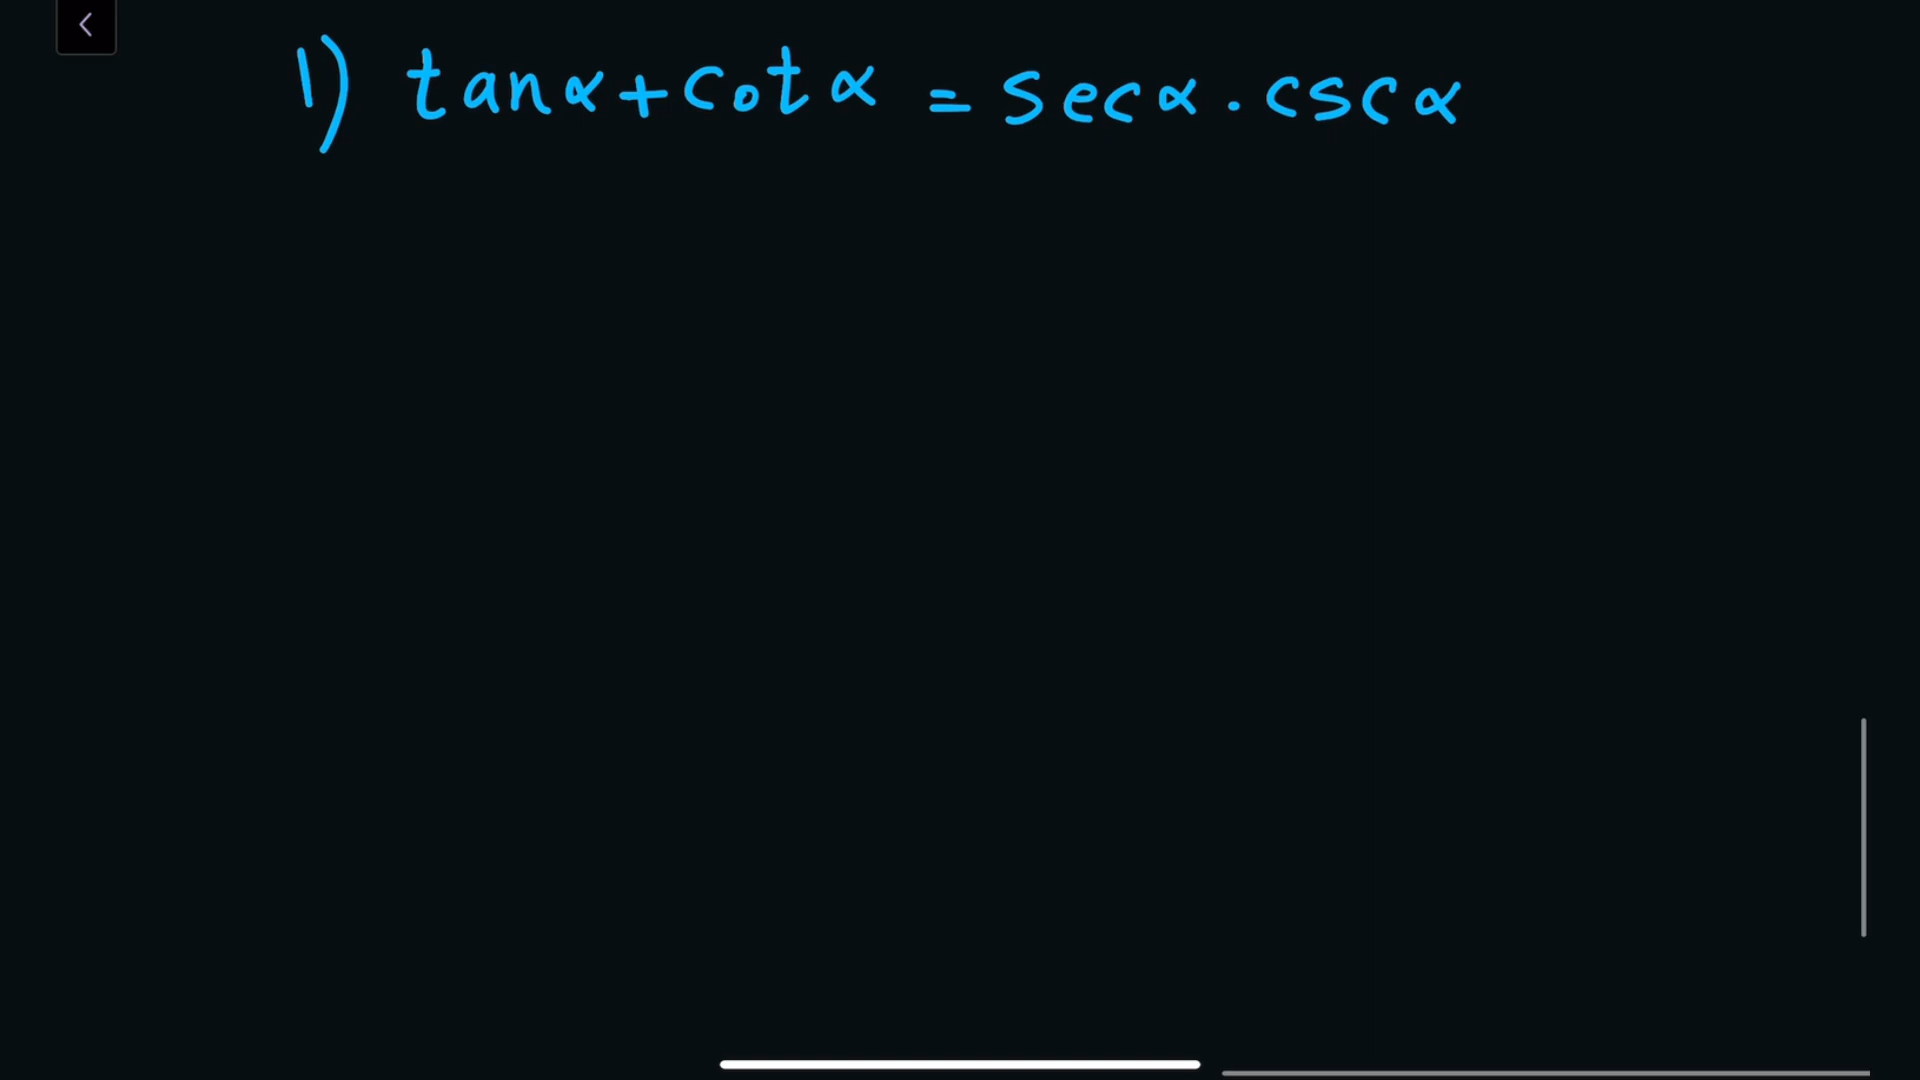 1) tanα+cotα = secα·cscα